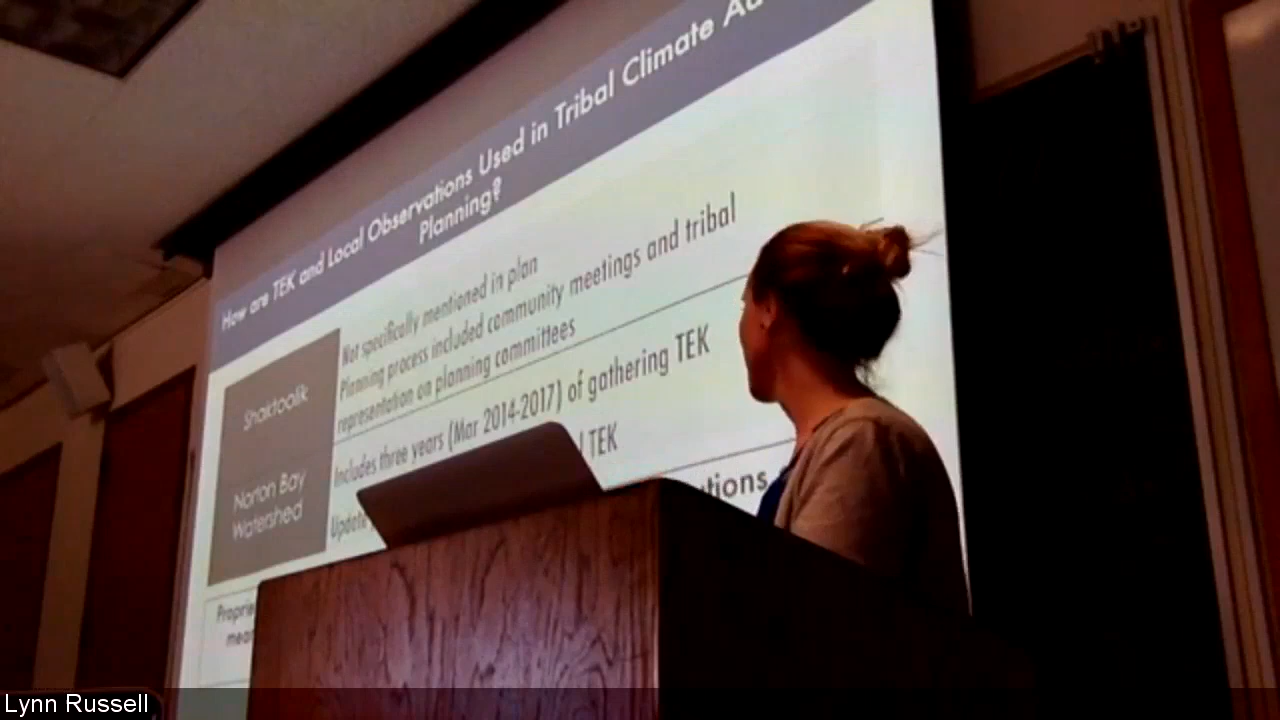 How are TEK and Local Observations Used in Tribal Climate
Planning?
Shaktoolik
Not specifically mentioned in plan
Planning process included community meetings and tribal
representation on planning committees
Norton Bay
Watershed
Includes three years (Mar 2014-2017) of gathering TEK
Update
TEK
Lynn Russell